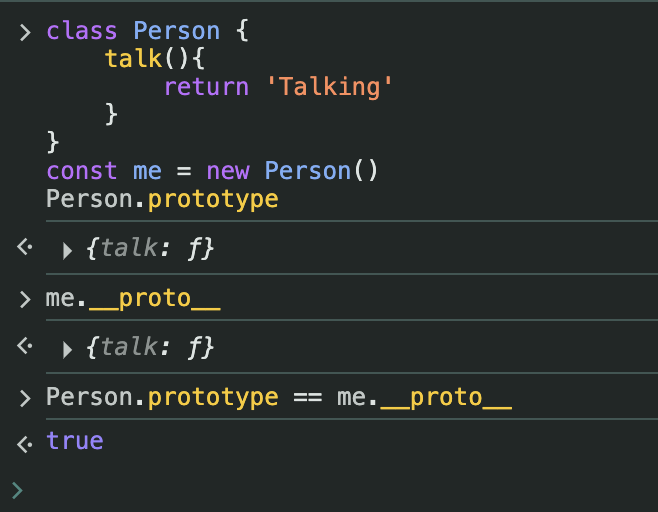 > class Person {
talk(){
return 'Talking'
}
}
const me = new Person()
Person.prototype
▶ {talk: ƒ}
> me.__proto__
▶ {talk: ƒ}
> Person.prototype == me.__proto__
true
>